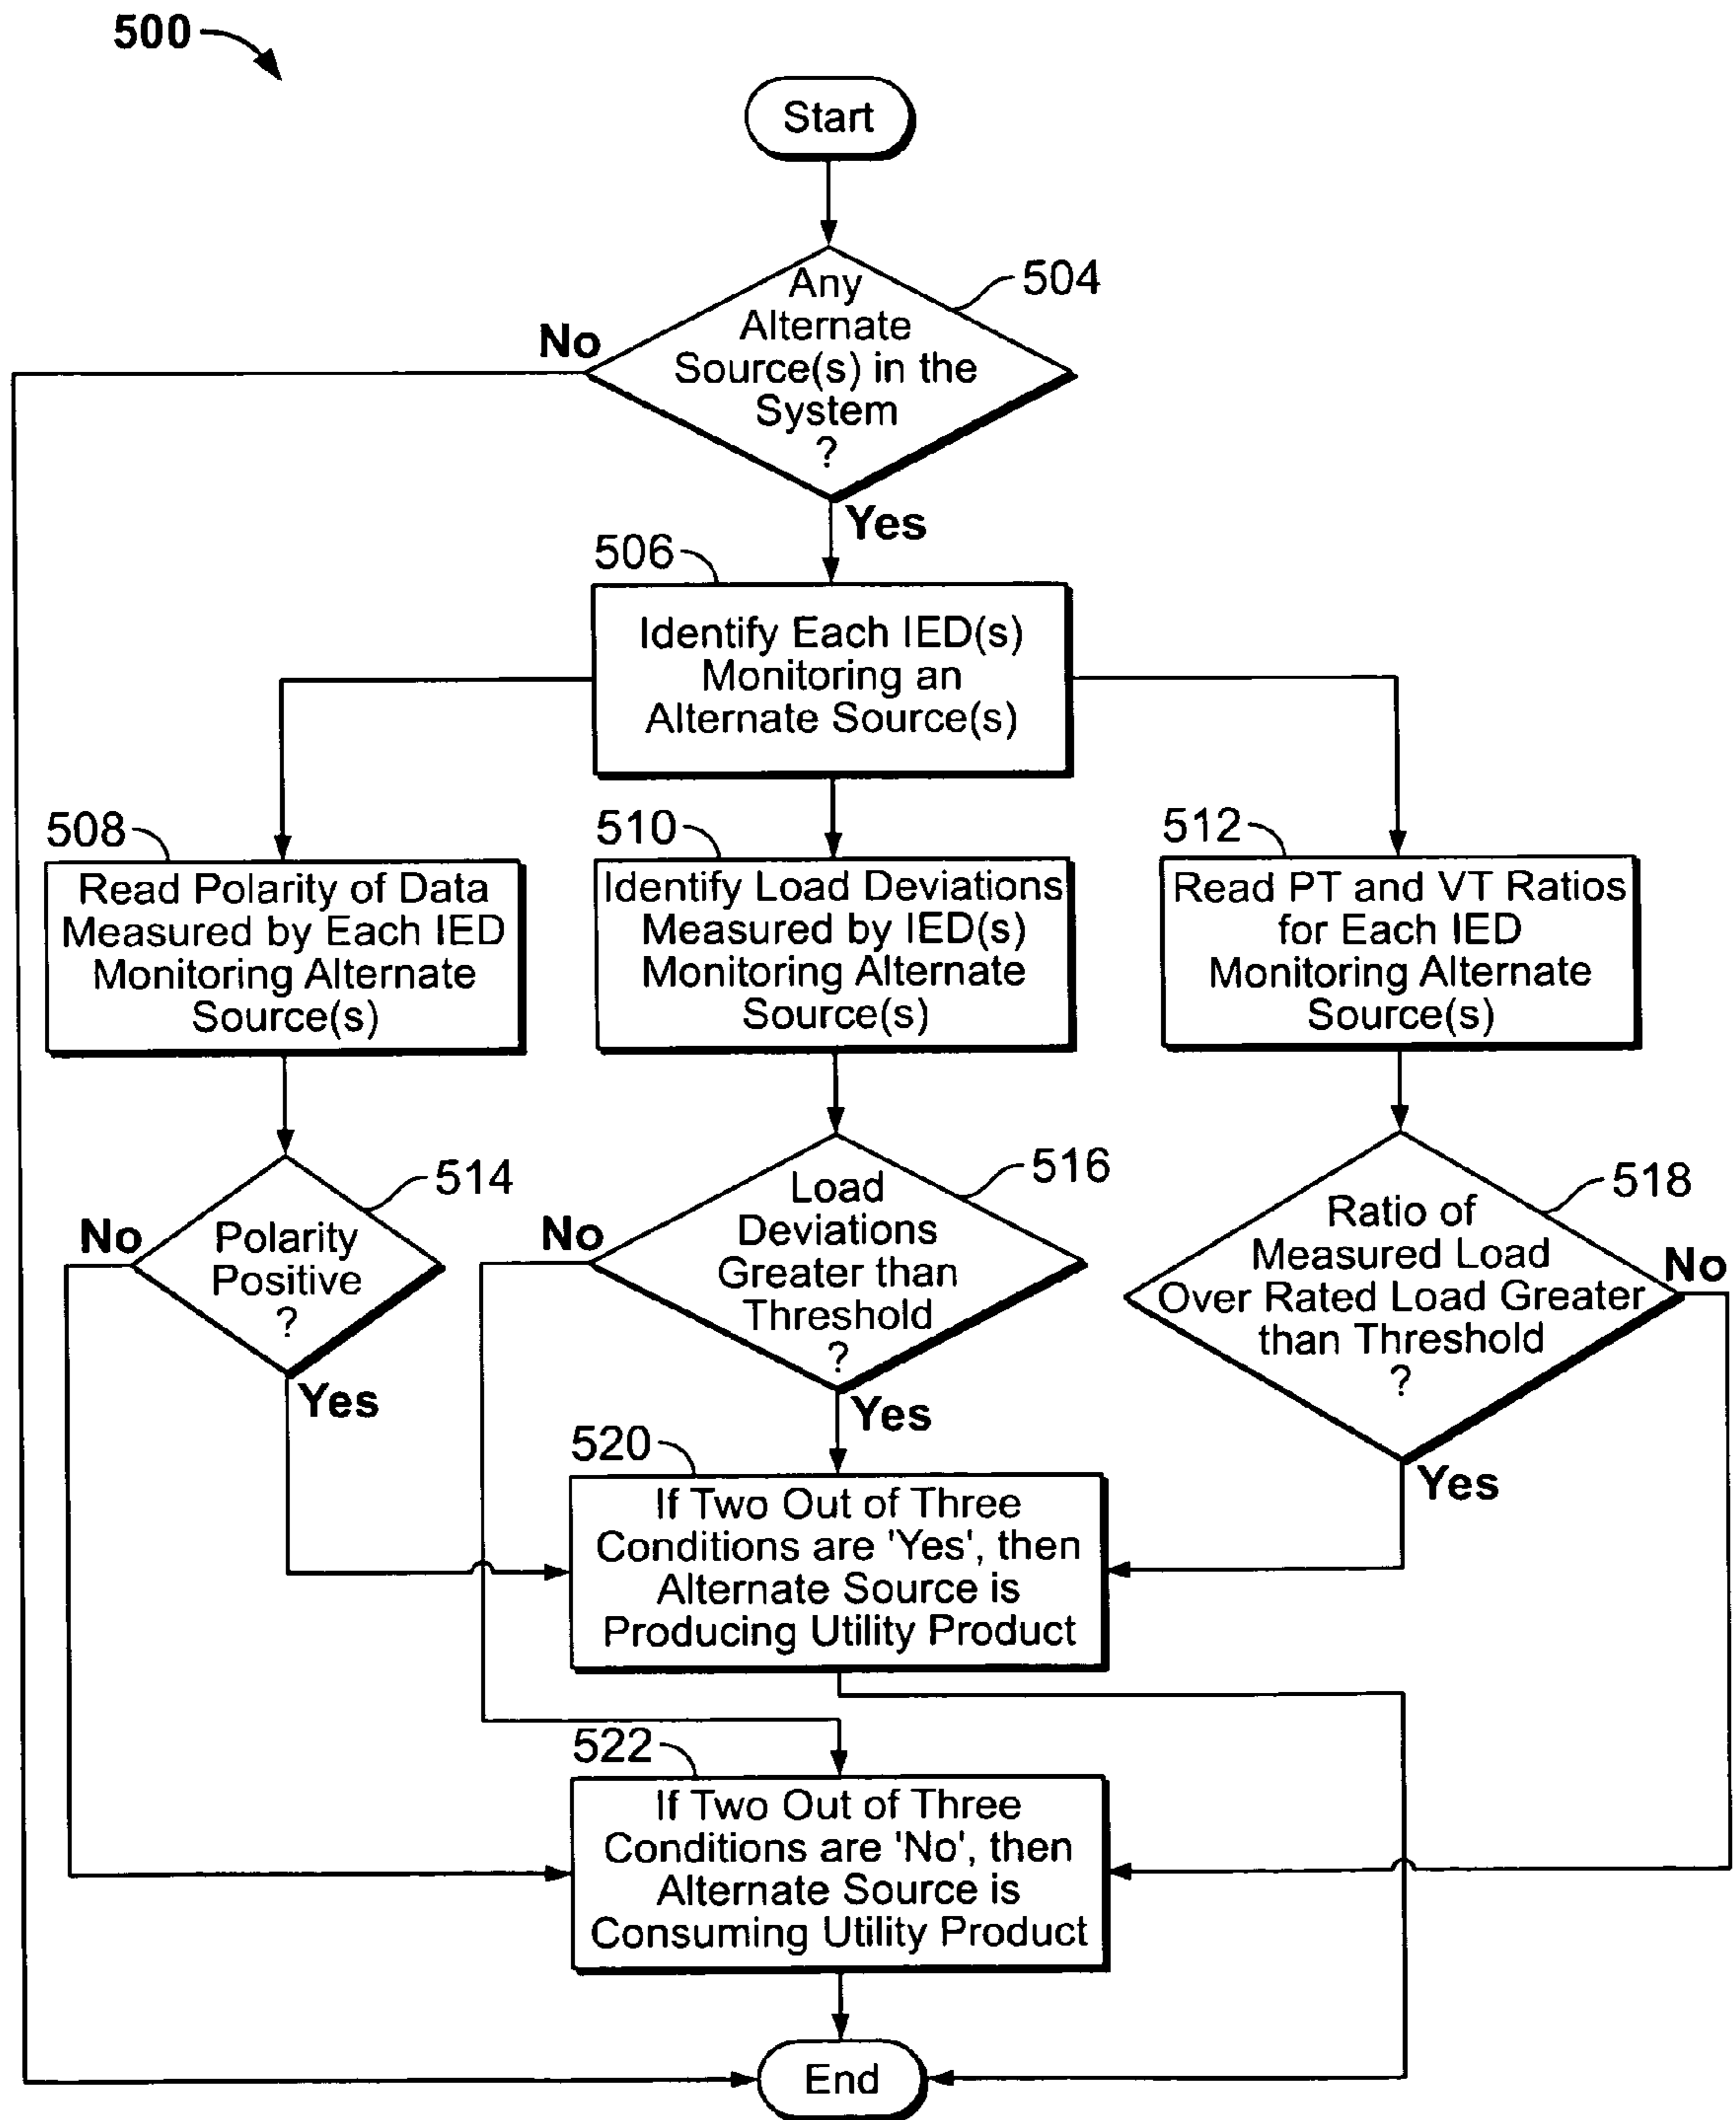 500
Start
504
Any
Alternate
Source(s) in the
System
?
No
Yes
506
Identify Each IED(s)
Monitoring an
Alternate Source(s)
508
Read Polarity of Data
Measured by Each IED
Monitoring Alternate
Source(s)
510
Identify Load Deviations
Measured by IED(s)
Monitoring Alternate
Source(s)
512
Read PT and VT Ratios
for Each IED
Monitoring Alternate
Source(s)
514
No
Polarity
Positive
?
Yes
516
No
Load
Deviations
Greater than
Threshold
?
Yes
518
Ratio of
Measured Load
Over Rated Load Greater
than Threshold
?
No
Yes
520
If Two Out of Three
Conditions are 'Yes', then
Alternate Source is
Producing Utility Product
522
If Two Out of Three
Conditions are 'No', then
Alternate Source is
Consuming Utility Product
End